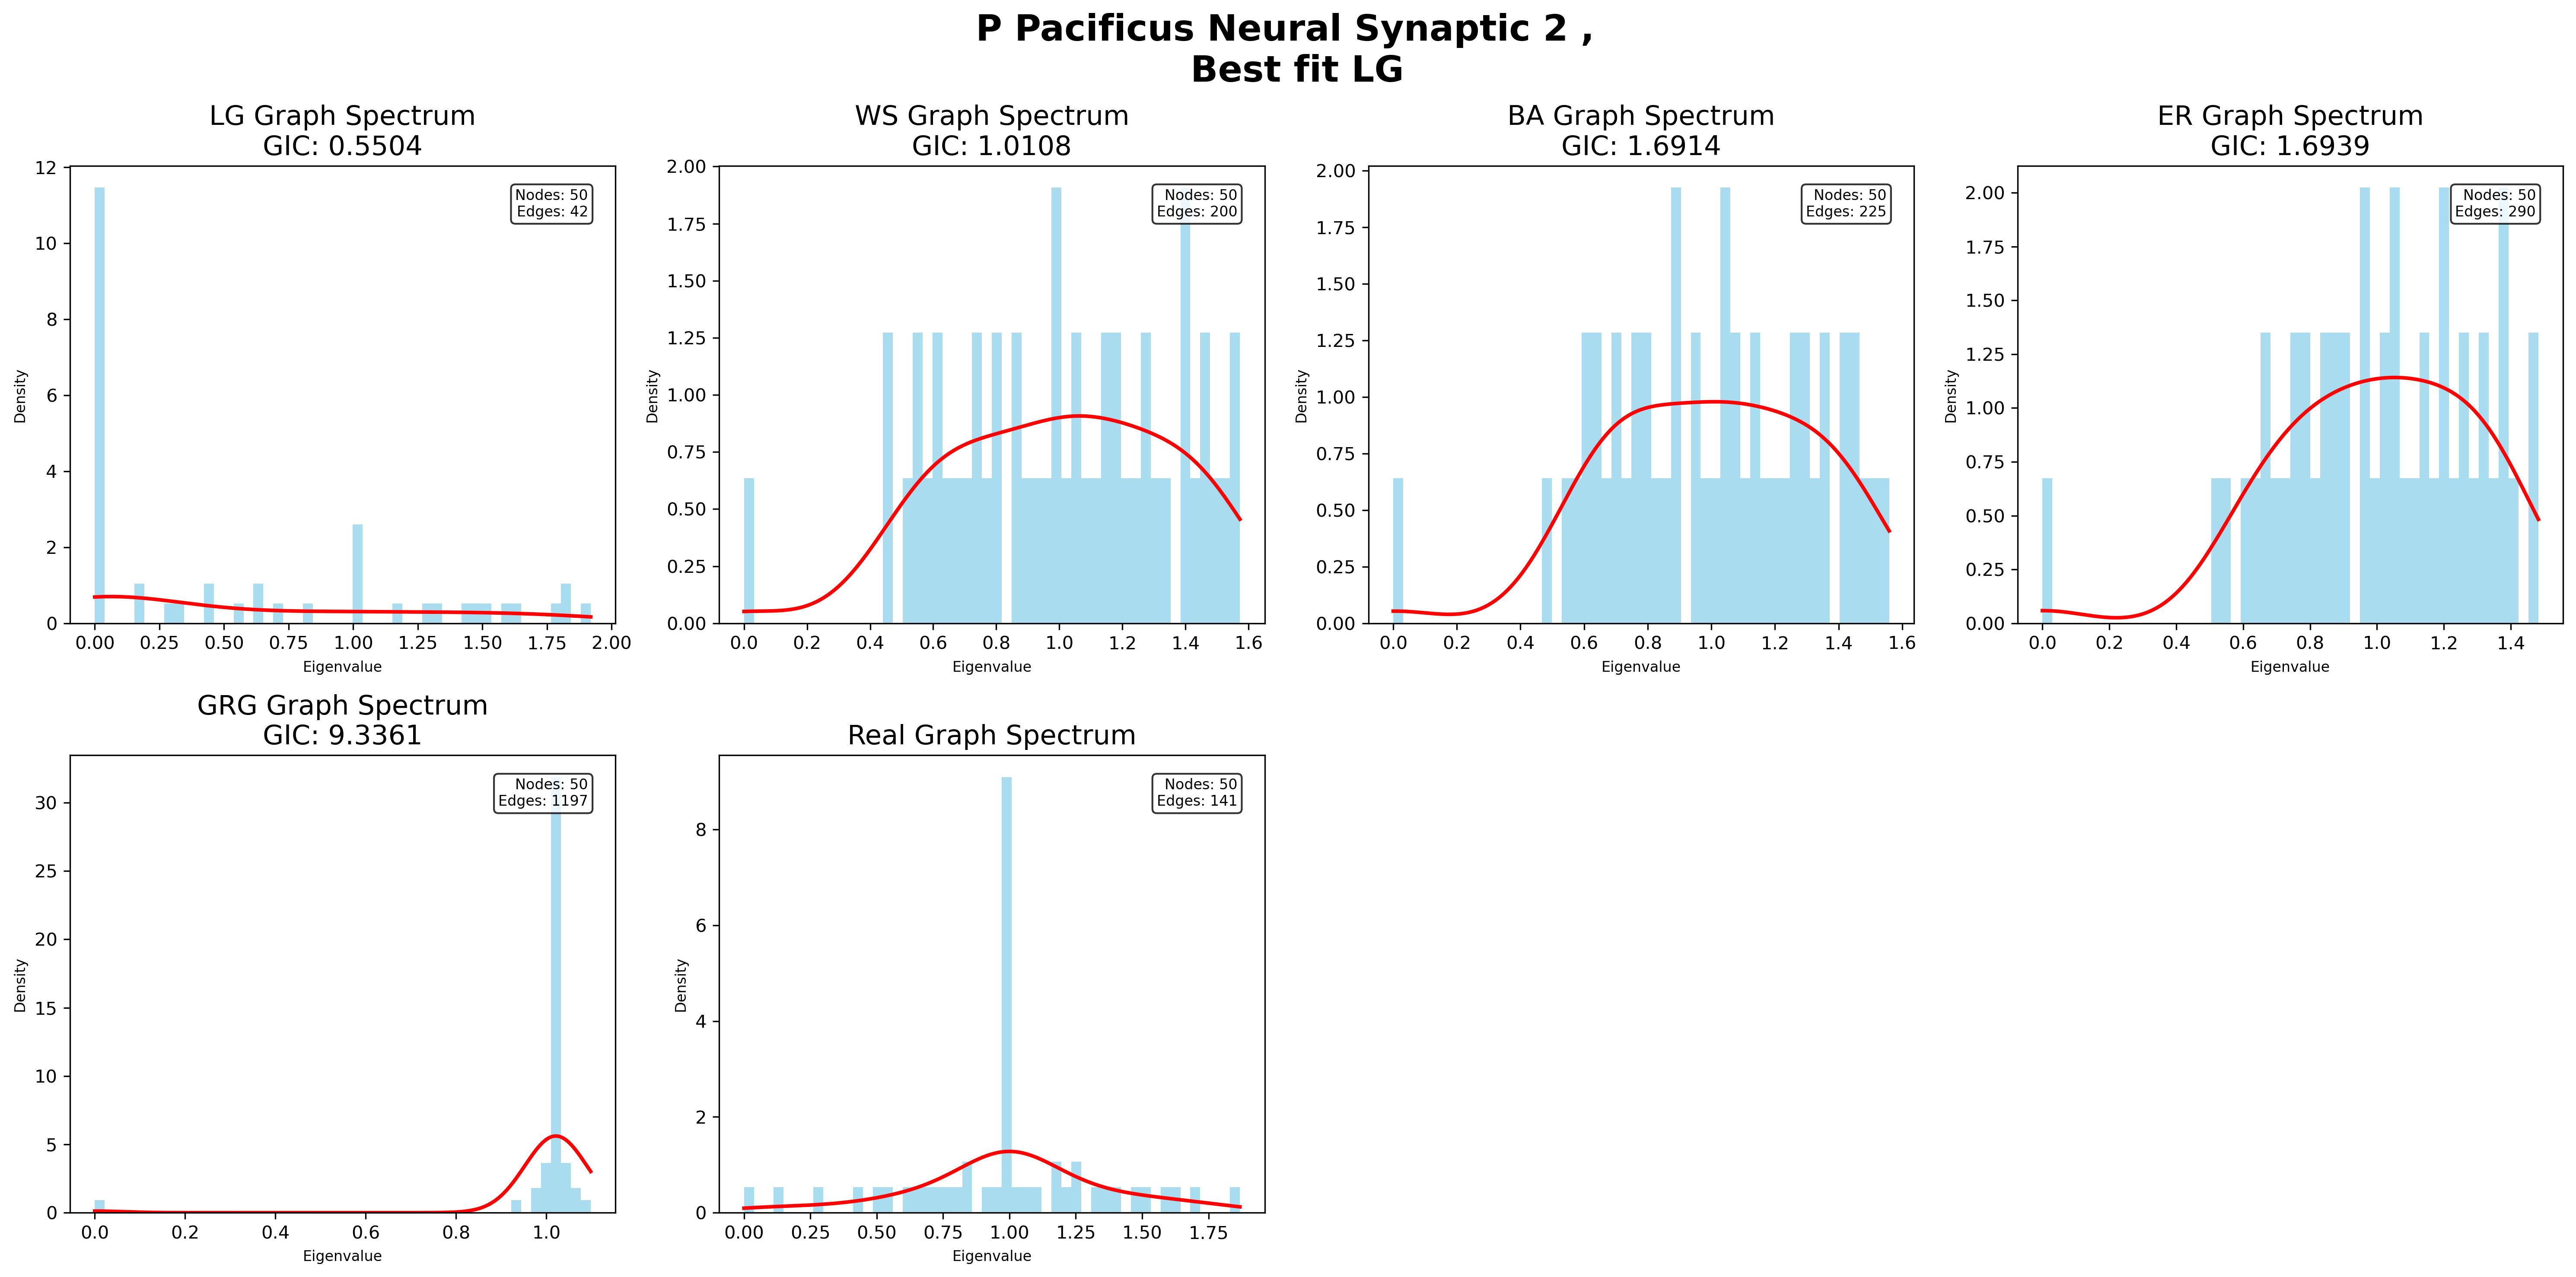 P Pacificus Neural Synaptic 2 ,
Best fit LG
LG Graph Spectrum
GIC: 0.5504
12
10
8
6
4
2
0
Density
Nodes: 50
Edges: 42
0.00 0.25 0.50 0.75 1.00 1.25 1.50 1.75 2.00
Eigenvalue
WS Graph Spectrum
GIC: 1.0108
2.00
1.75
1.50
1.25
1.00
0.75
0.50
0.25
0.00
Density
Nodes: 50
Edges: 200
0.0 0.2 0.4 0.6 0.8 1.0 1.2 1.4 1.6
Eigenvalue
BA Graph Spectrum
GIC: 1.6914
2.00
1.75
1.50
1.25
1.00
0.75
0.50
0.25
0.00
Density
Nodes: 50
Edges: 225
0.0 0.2 0.4 0.6 0.8 1.0 1.2 1.4 1.6
Eigenvalue
ER Graph Spectrum
GIC: 1.6939
2.00
1.75
1.50
1.25
1.00
0.75
0.50
0.25
0.00
Density
Nodes: 50
Edges: 290
0.0 0.2 0.4 0.6 0.8 1.0 1.2 1.4
Eigenvalue
GRG Graph Spectrum
GIC: 9.3361
30
25
20
15
10
5
0
Density
Nodes: 50
Edges: 1197
0.0 0.2 0.4 0.6 0.8 1.0
Eigenvalue
Real Graph Spectrum
8
6
4
2
0
Density
Nodes: 50
Edges: 141
0.00 0.25 0.50 0.75 1.00 1.25 1.50 1.75
Eigenvalue